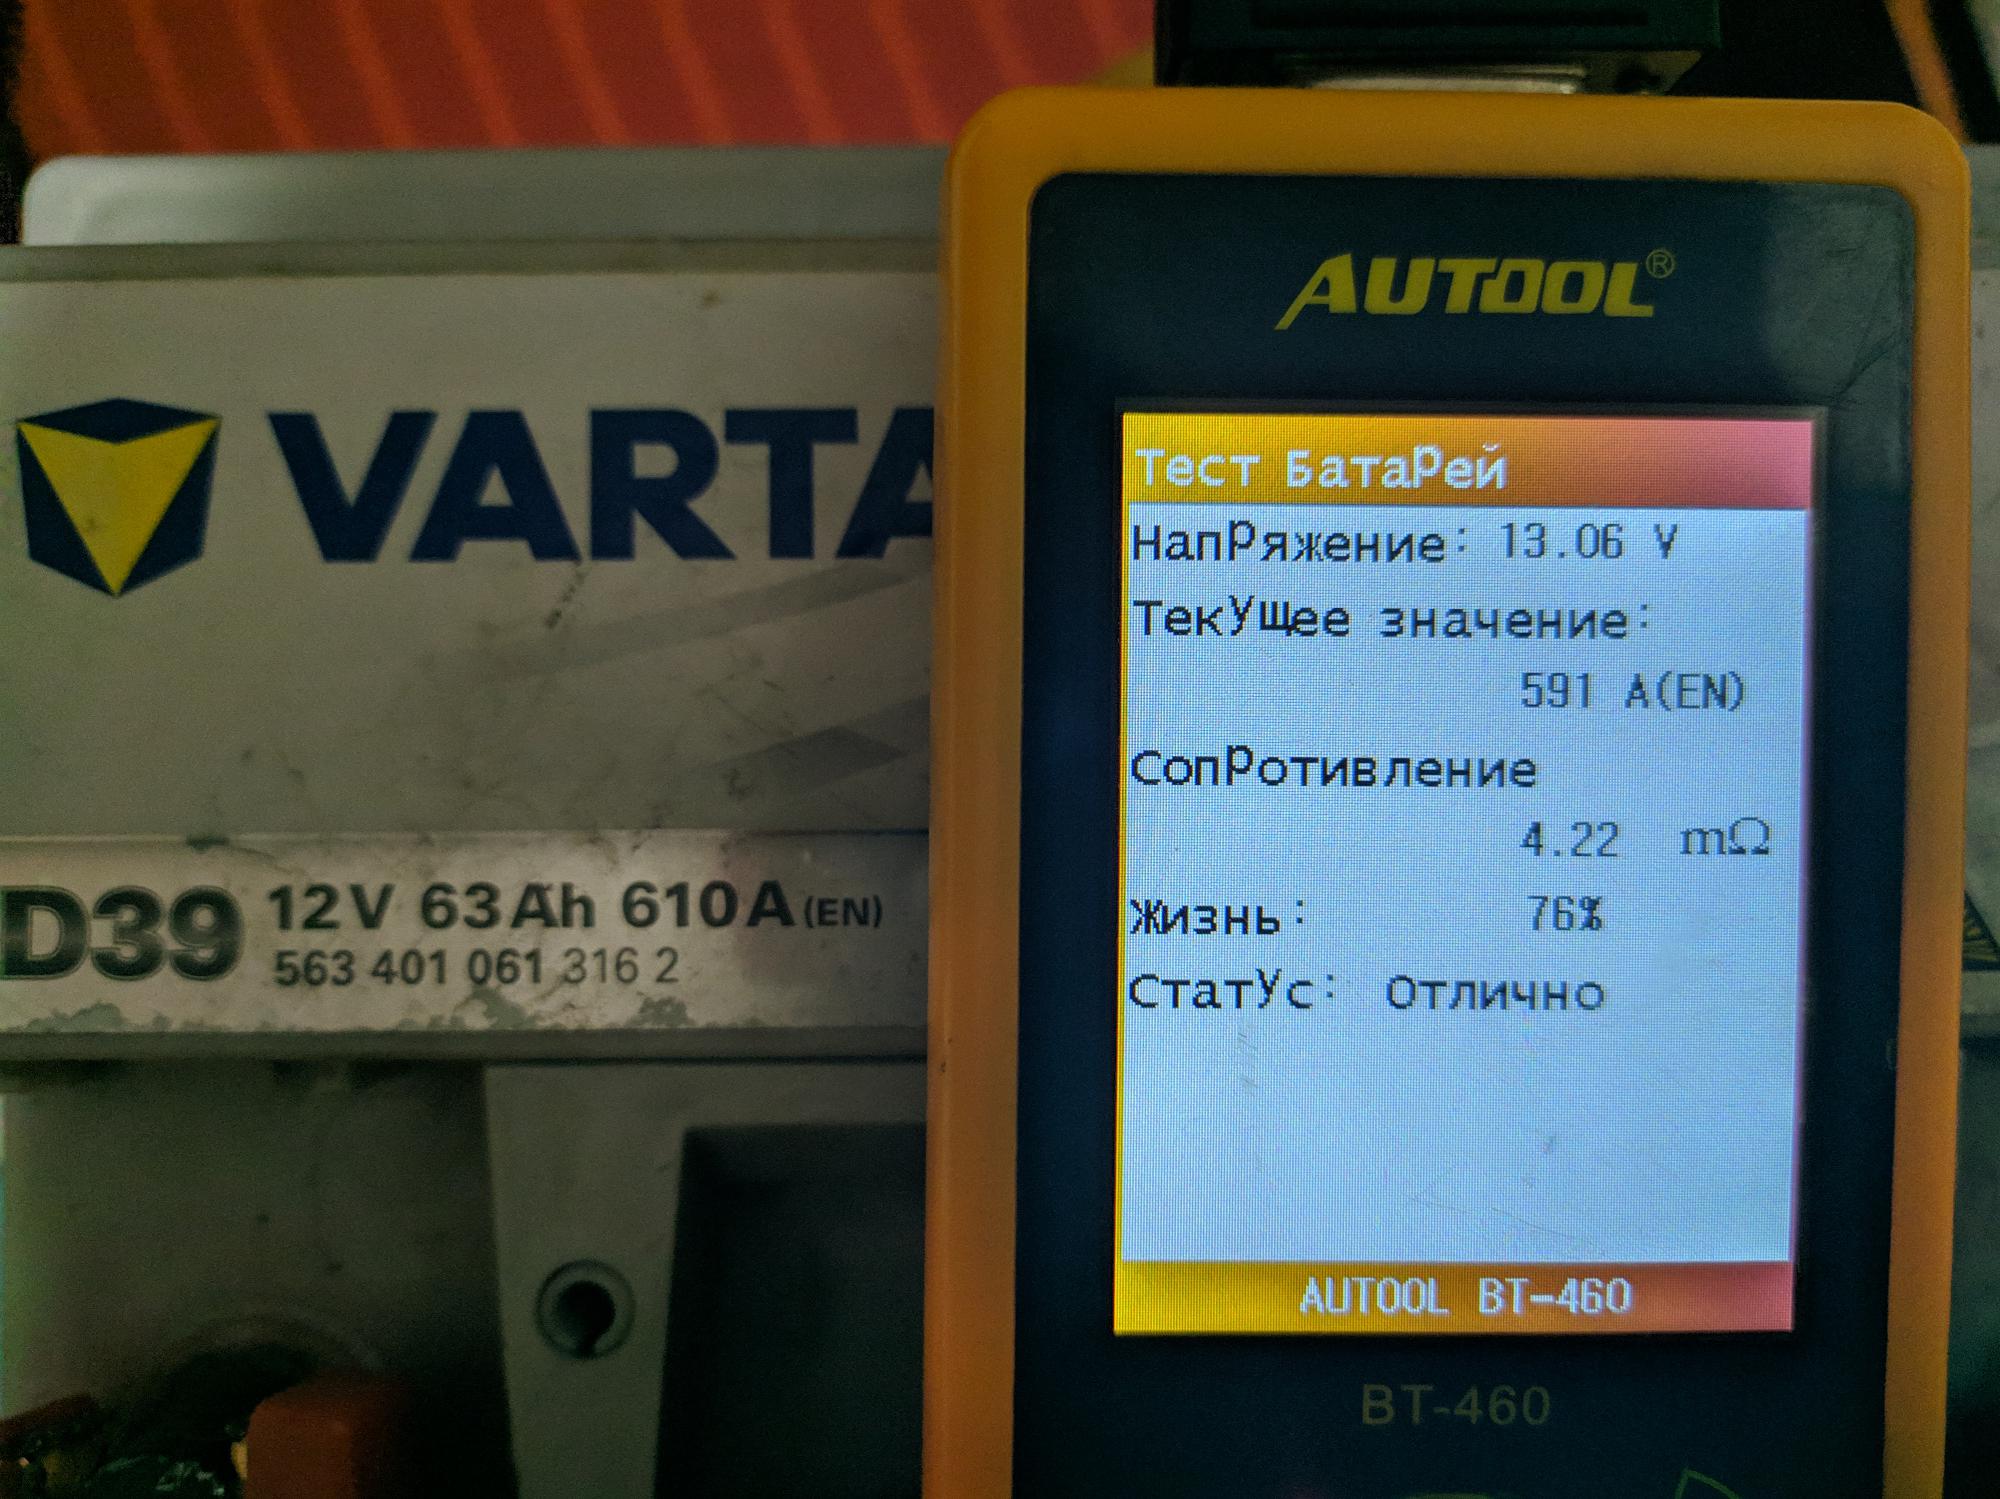 VARTA
D39 12V 63Ah 610A (EN)
563 401 061 316 2
AUTOOL®
Тест Батарей
Напряжение: 13.06 V
Текущее значение:
591 A(EN)
Сопротивление
4.22 mΩ
Жизнь: 76%
Статус: Отлично
AUTOOL BT-460
BT-460